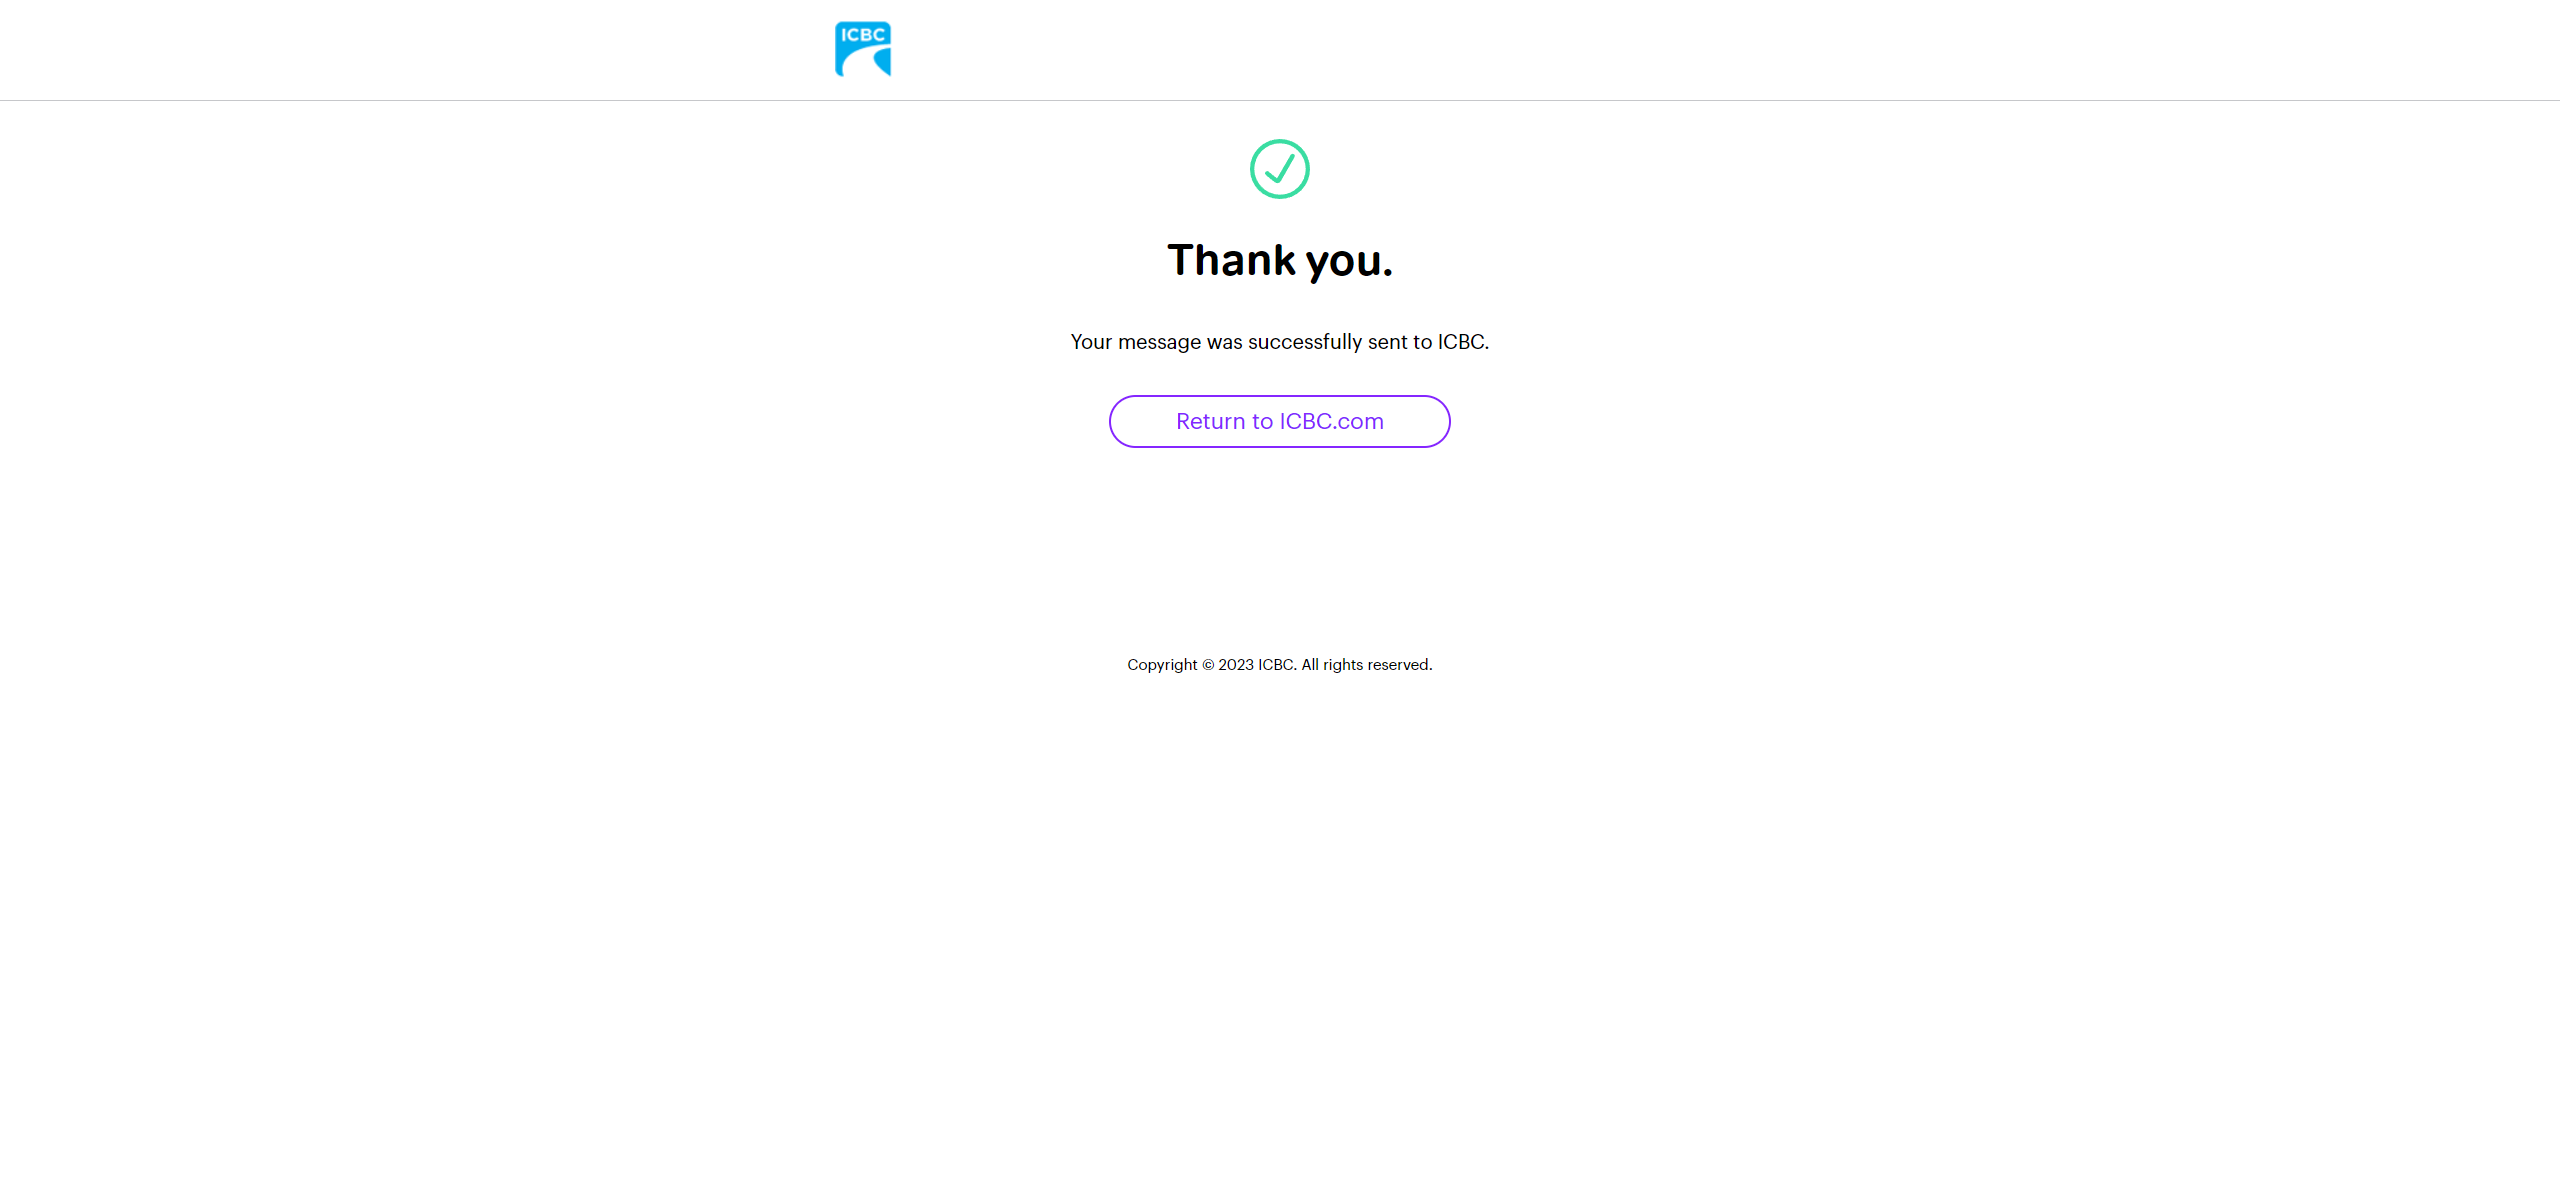 ICBC
Thank you.
Your message was successfully sent to ICBC.
Return to ICBC.com
Copyright © 2023 ICBC. All rights reserved.